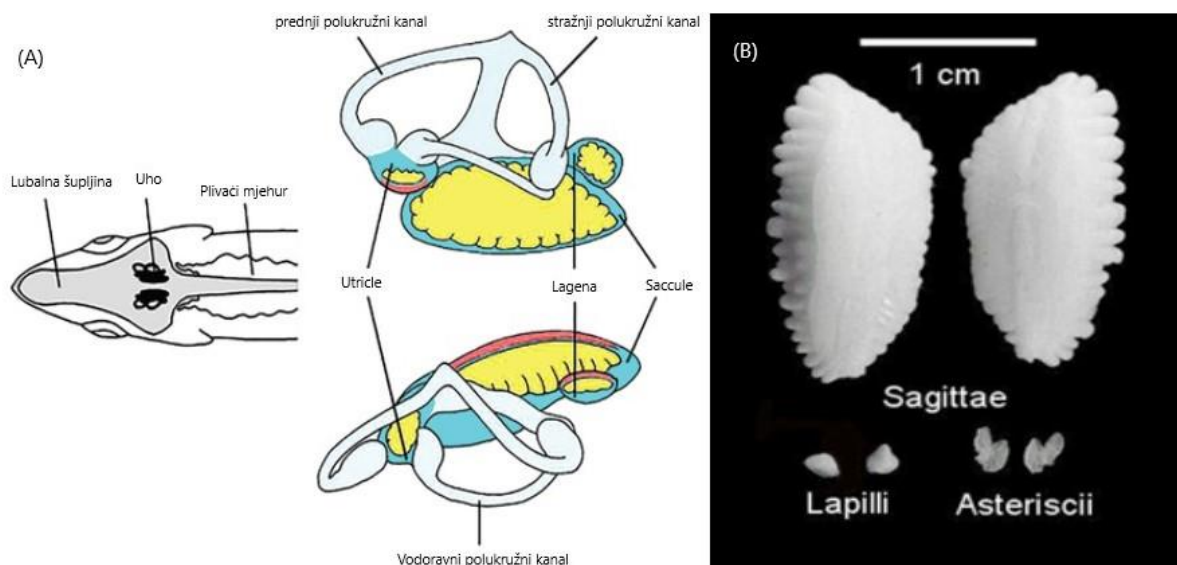 (A)
prednji polukružni kanal
stražnji polukružni kanal
Lubalna šupljina
Uho
Plivaći mjehur
Utricle
Lagena
Saccule
Vodoravni polukružni kanal
(B)
1 cm
Sagittae
Lapilli
Asteriscii